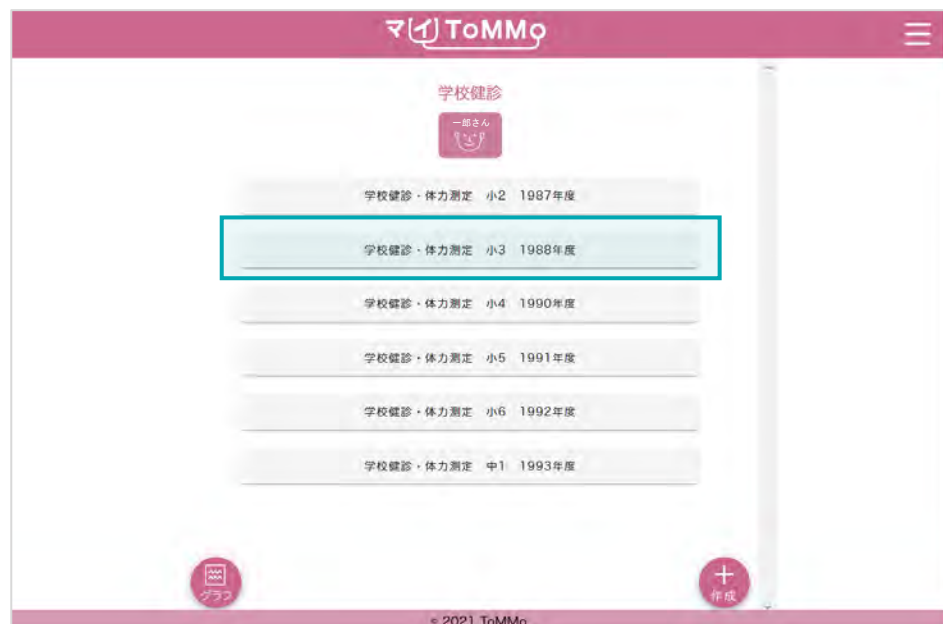 マイ ToMMo
学校健診
一郎さん
学校健診・体力測定 小2 1987年度
学校健診・体力測定 小3 1988年度
学校健診・体力測定 小4 1990年度
学校健診・体力測定 小5 1991年度
学校健診・体力測定 小6 1992年度
学校健診・体力測定 中1 1993年度
グラフ
作成
© 2021 ToMMo